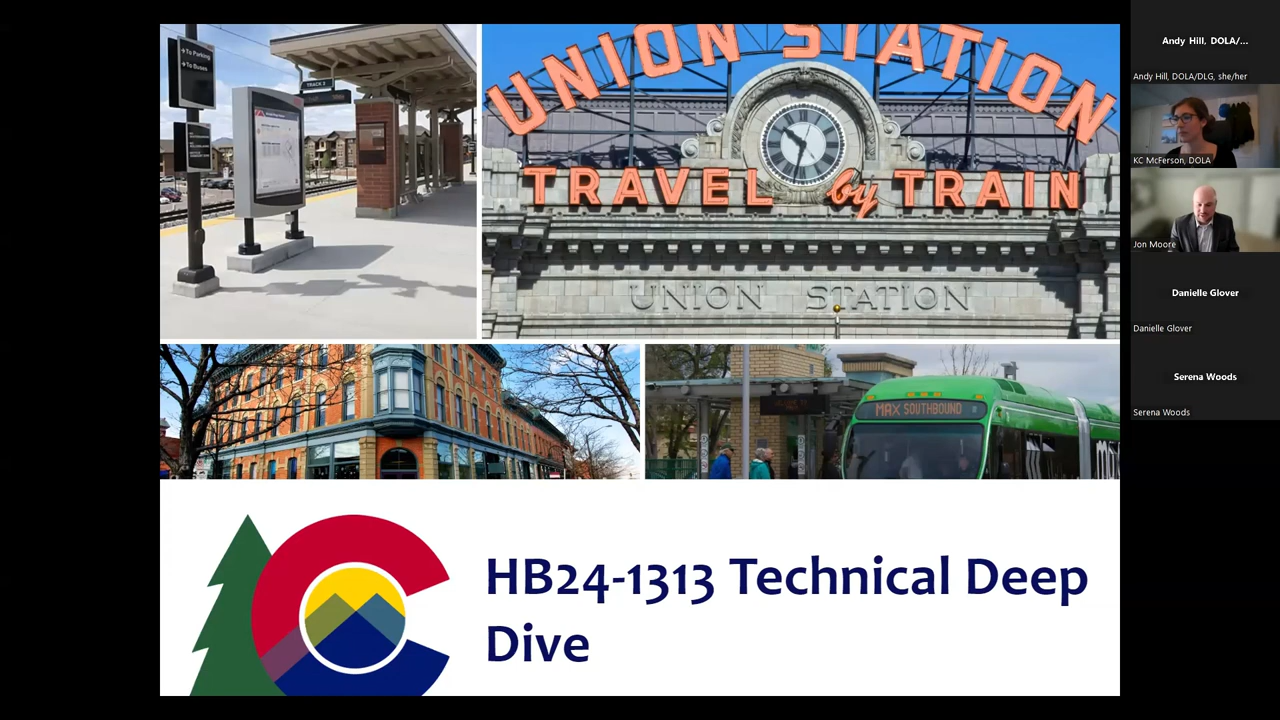 To Parking
To Buses
TRACK 2
UNION STATION
TRAVEL by TRAIN
UNION STATION
MAX SOUTHBOUND
HB24-1313 Technical Deep
Dive
Andy Hill, DOLA/...
Andy Hill, DOLA/DLG, she/her
KC McFerson, DOLA
Jon Moore
Danielle Glover
Danielle Glover
Serena Woods
Serena Woods